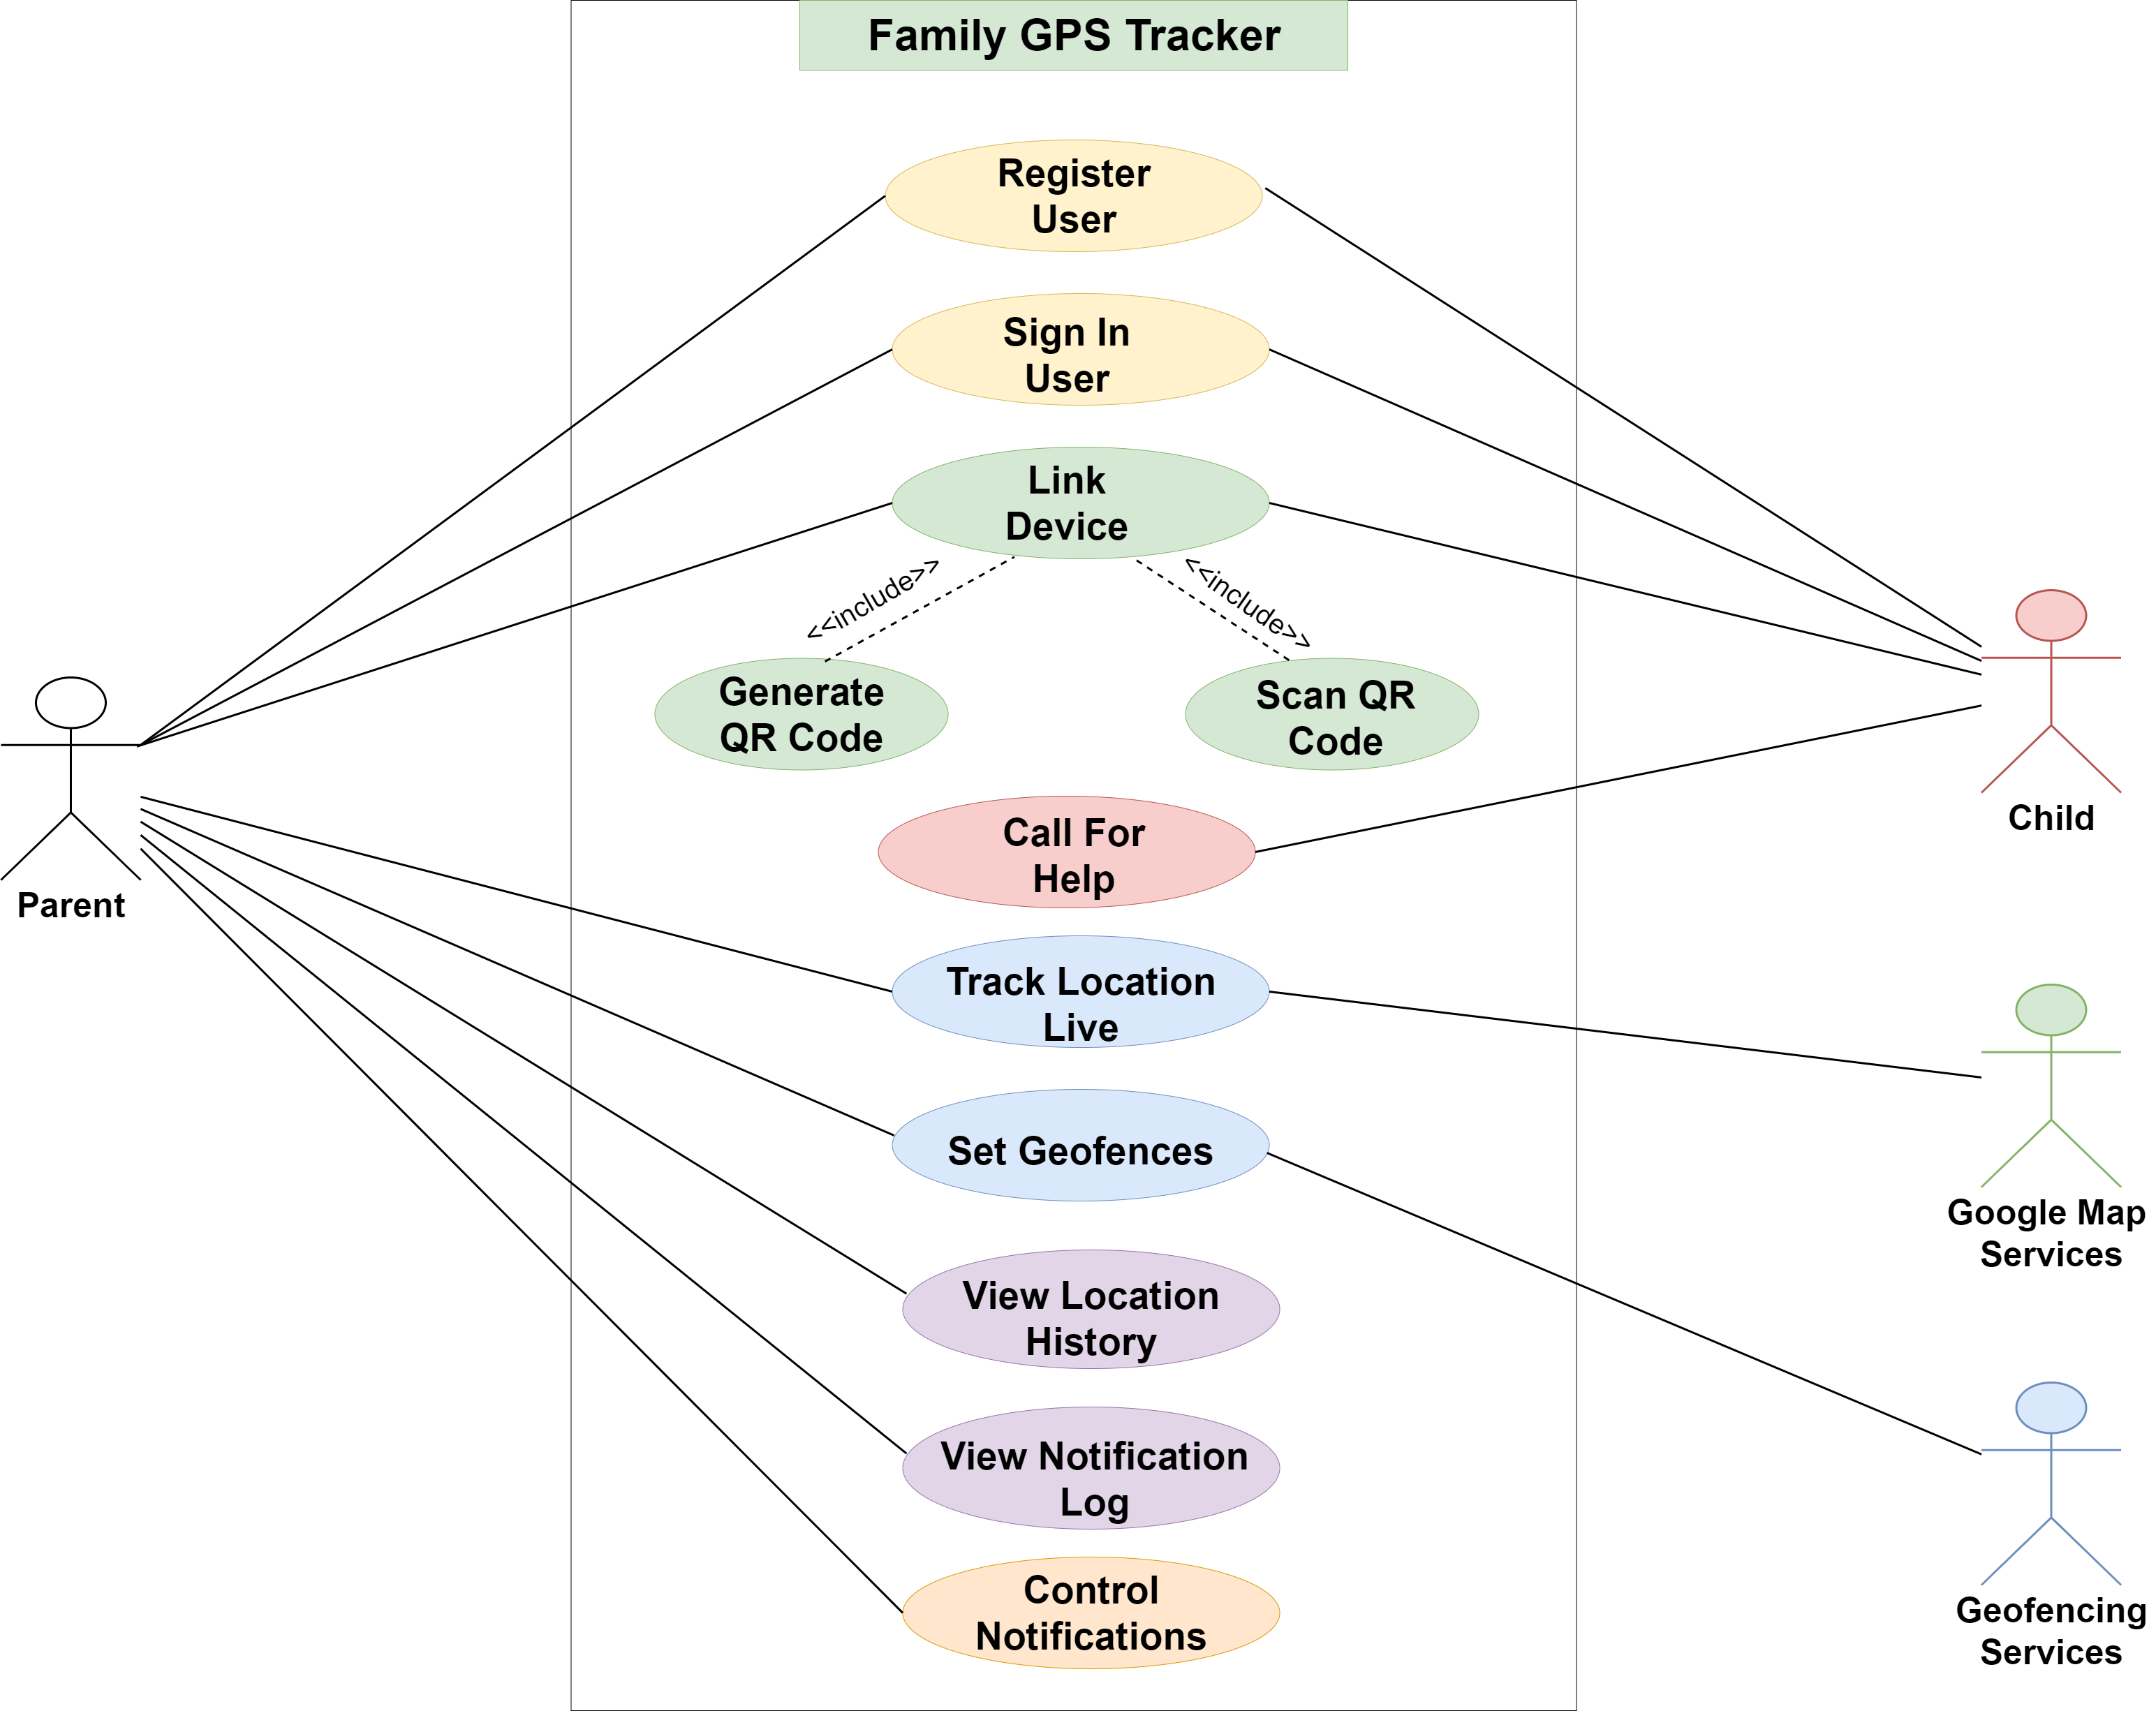 Family GPS Tracker
Register
User
Sign In
User
Link
Device
<<include>>
<<include>>
Generate
QR Code
Scan QR
Code
Call For
Help
Child
Parent
Track Location
Live
Set Geofences
Google Map
Services
View Location
History
View Notification
Log
Control
Notifications
Geofencing
Services